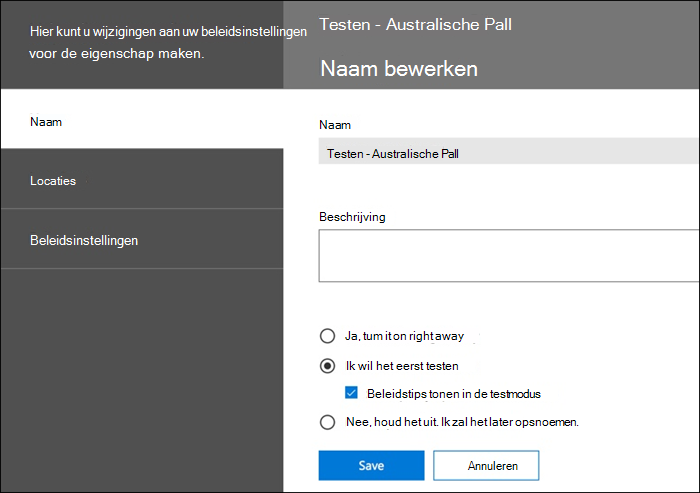 Hier kunt u wijzigingen aan uw beleidsinstellingen
voor de eigenschap maken.
Testen - Australische Pall
Naam bewerken
Naam
Locaties
Beleidsinstellingen
Naam
Testen - Australische Pall
Beschrijving
Ja, tum it on right away
Ik wil het eerst testen
Beleidstips tonen in de testmodus
Nee, houd het uit. Ik zal het later opsnoemen.
Save
Annuleren